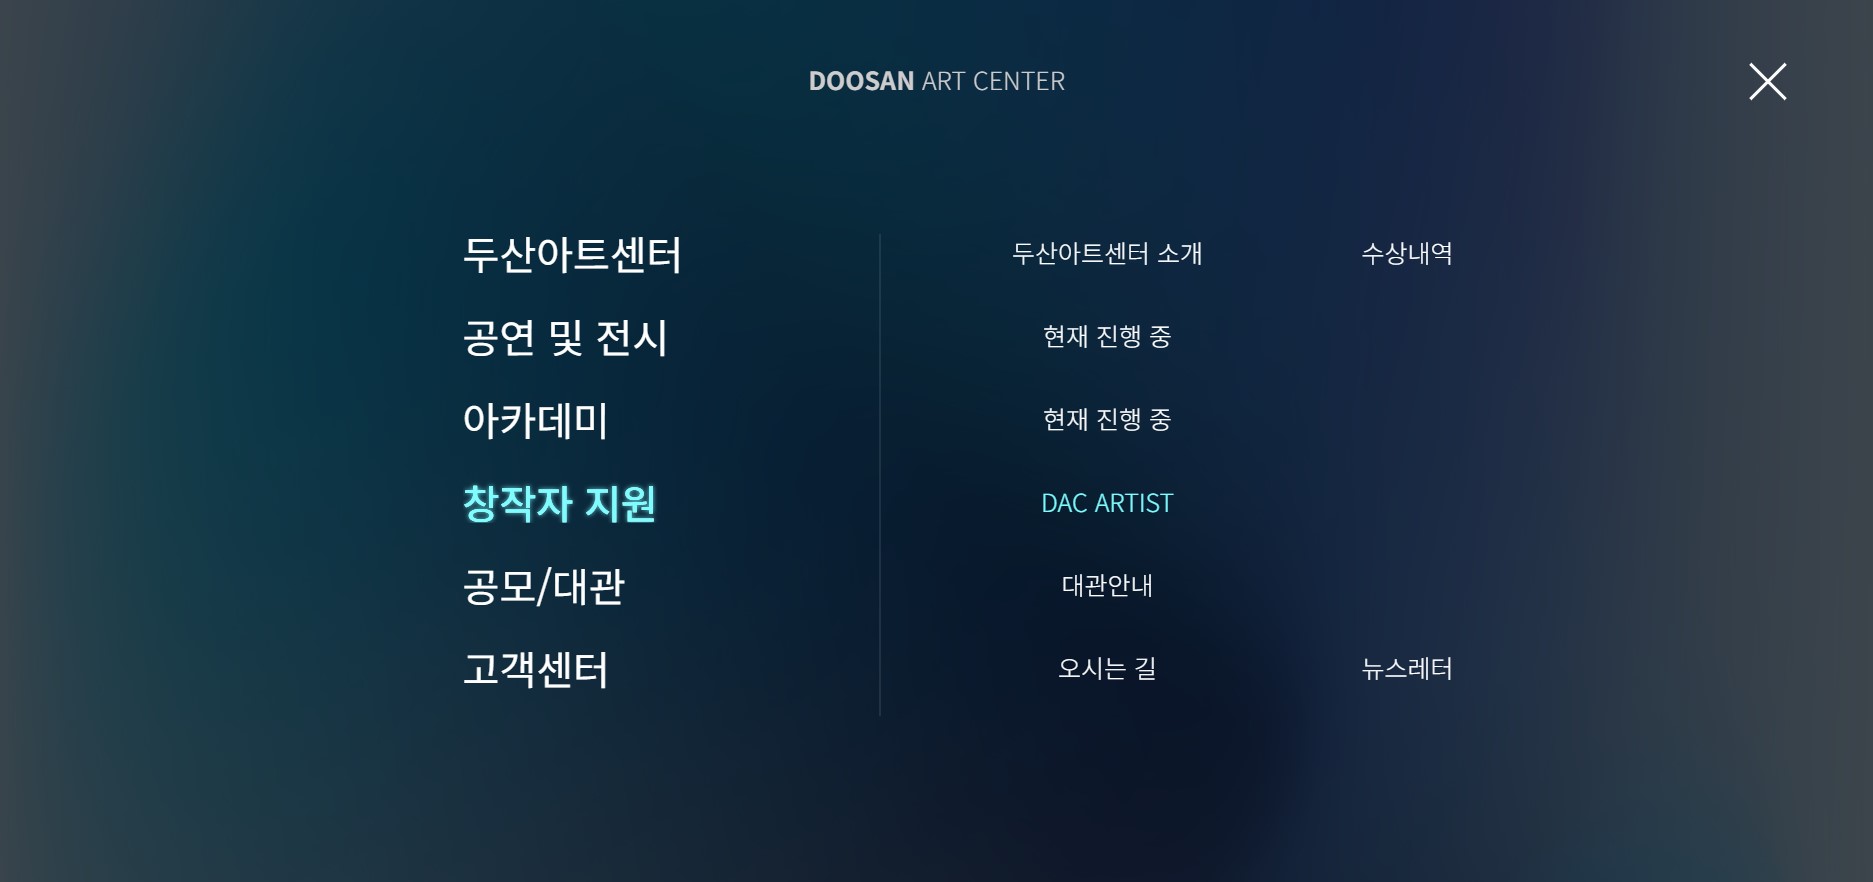 DOOSAN ART CENTER
두산아트센터
두산아트센터 소개
수상내역
공연 및 전시
현재 진행 중
아카데미
현재 진행 중
창작자 지원
DAC ARTIST
공모/대관
대관안내
고객센터
오시는 길
뉴스레터